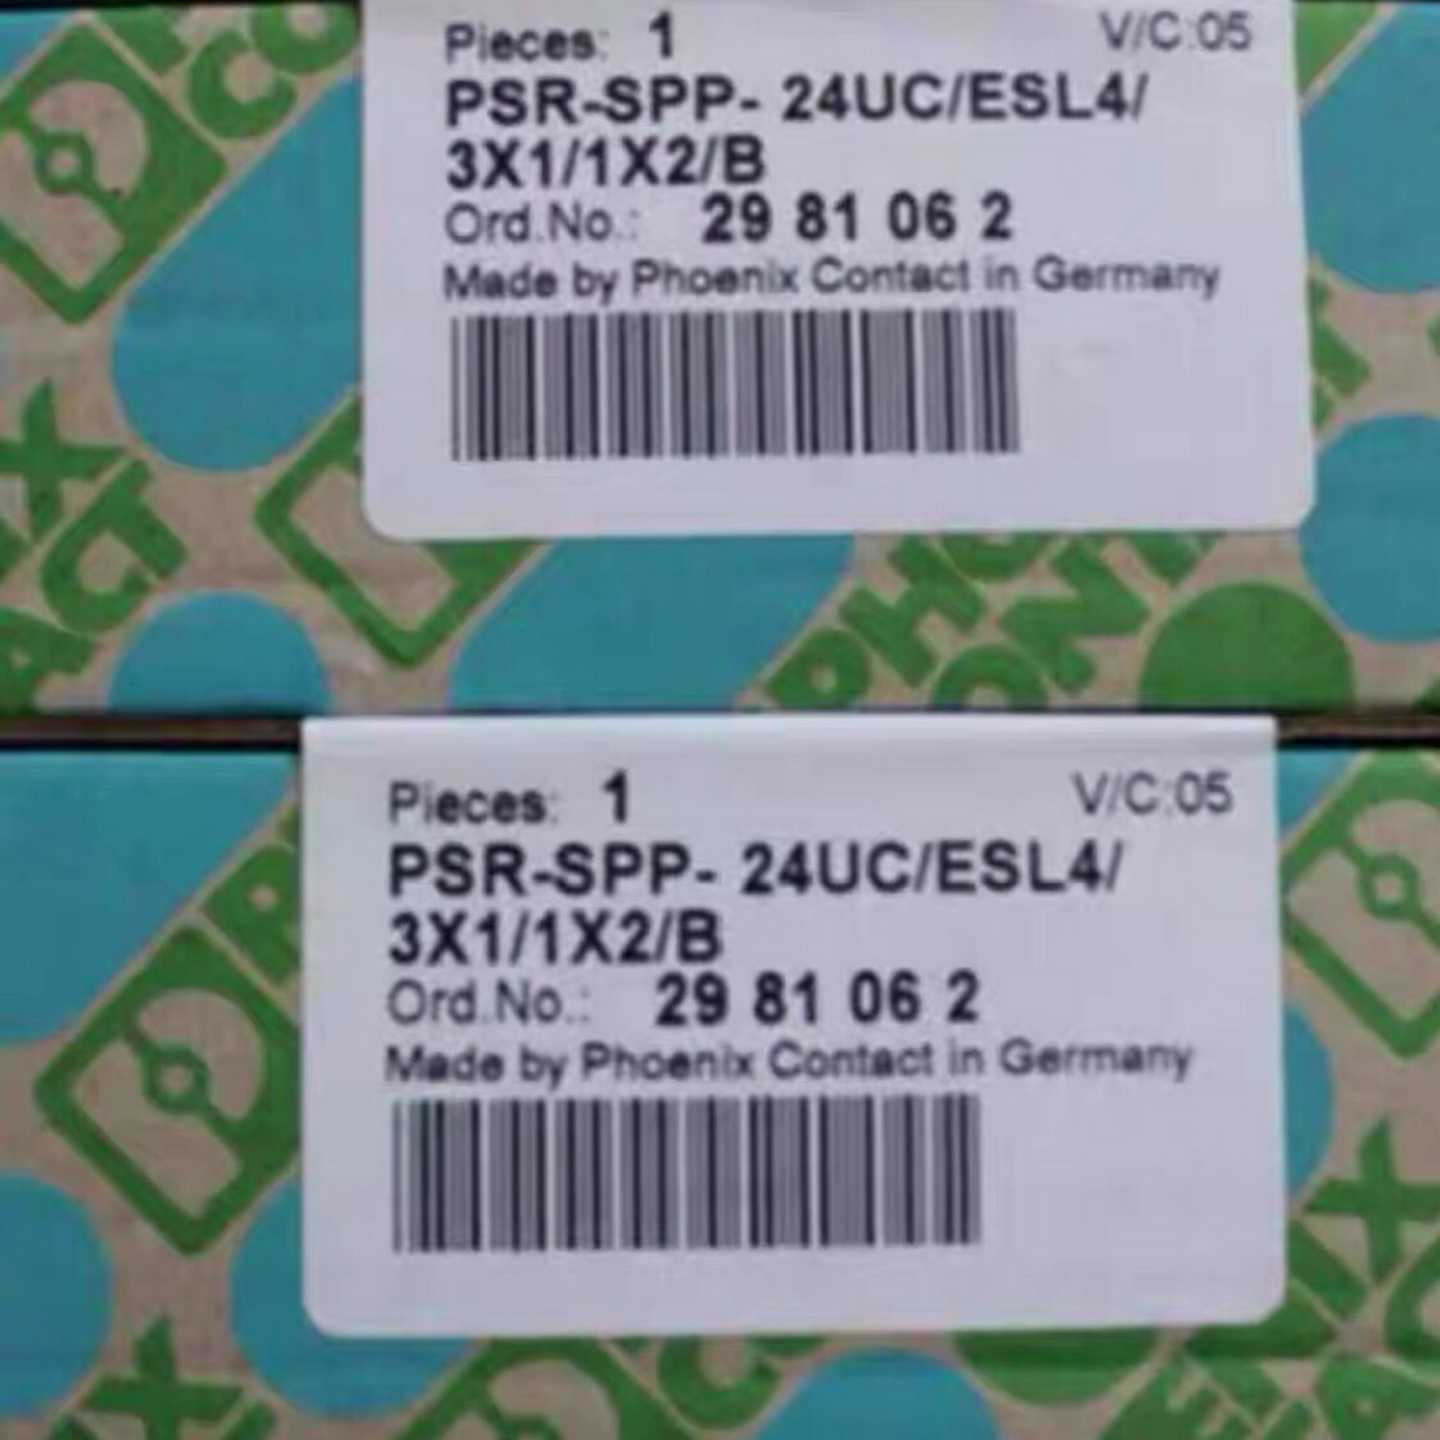 Pieces: 1 V/C:05
PSR-SPP- 24UC/ESL4/
3X1/1X2/B
Ord.No.: 29 81 06 2
Made by Phoenix Contact in Germany
Pieces: 1 V/C:05
PSR-SPP- 24UC/ESL4/
3X1/1X2/B
Ord.No.: 29 81 06 2
Made by Phoenix Contact in Germany